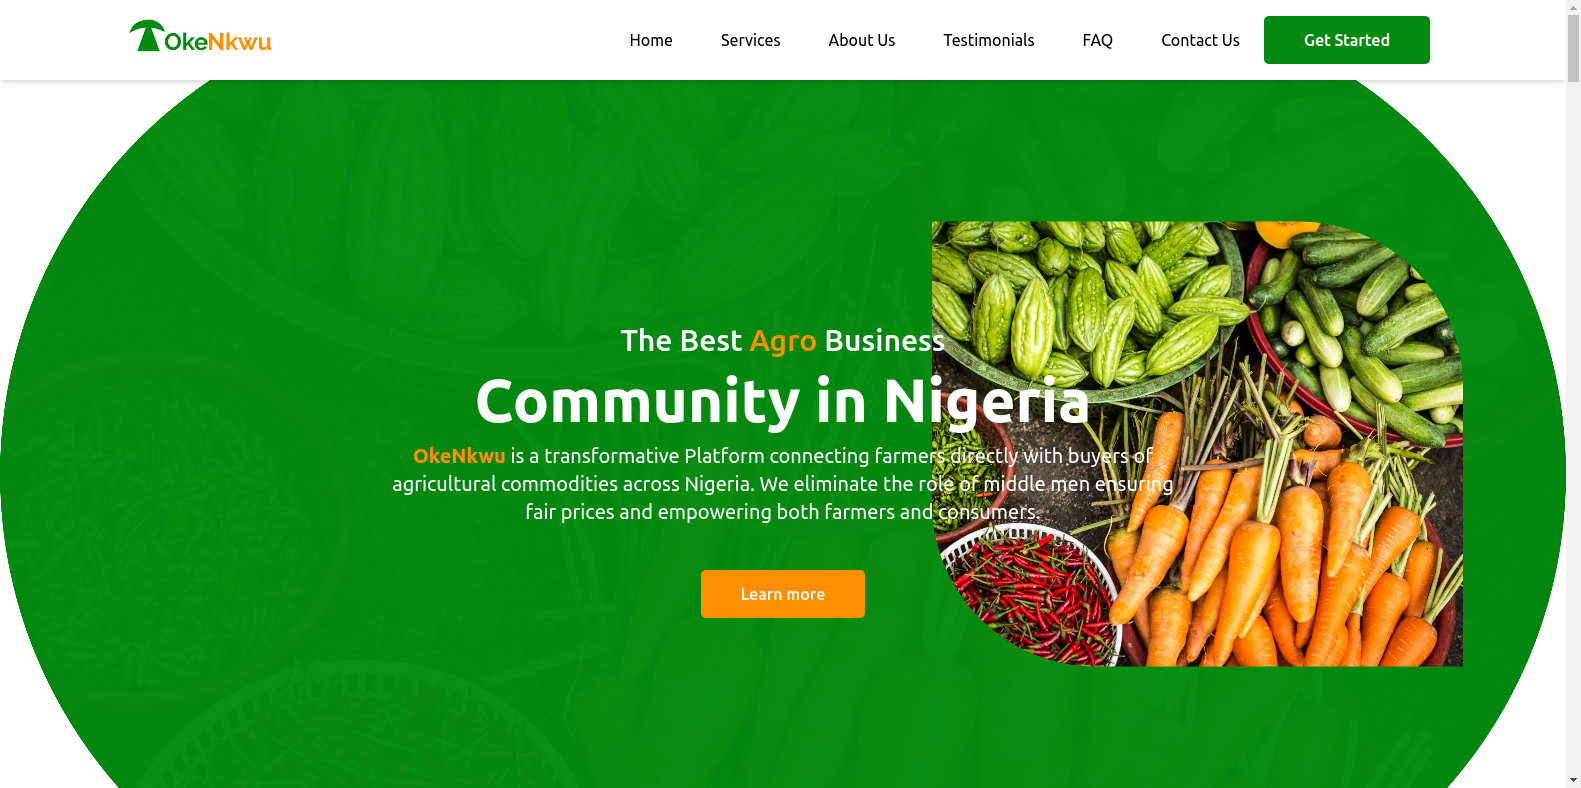 OkeNkwu
Home
Services
About Us
Testimonials
FAQ
Contact Us
Get Started
The Best Agro Business
Community in Nigeria
OkeNkwu is a transformative Platform connecting farmers directly with buyers of
agricultural commodities across Nigeria. We eliminate the role of middle men ensuring
fair prices and empowering both farmers and consumers.
Learn more